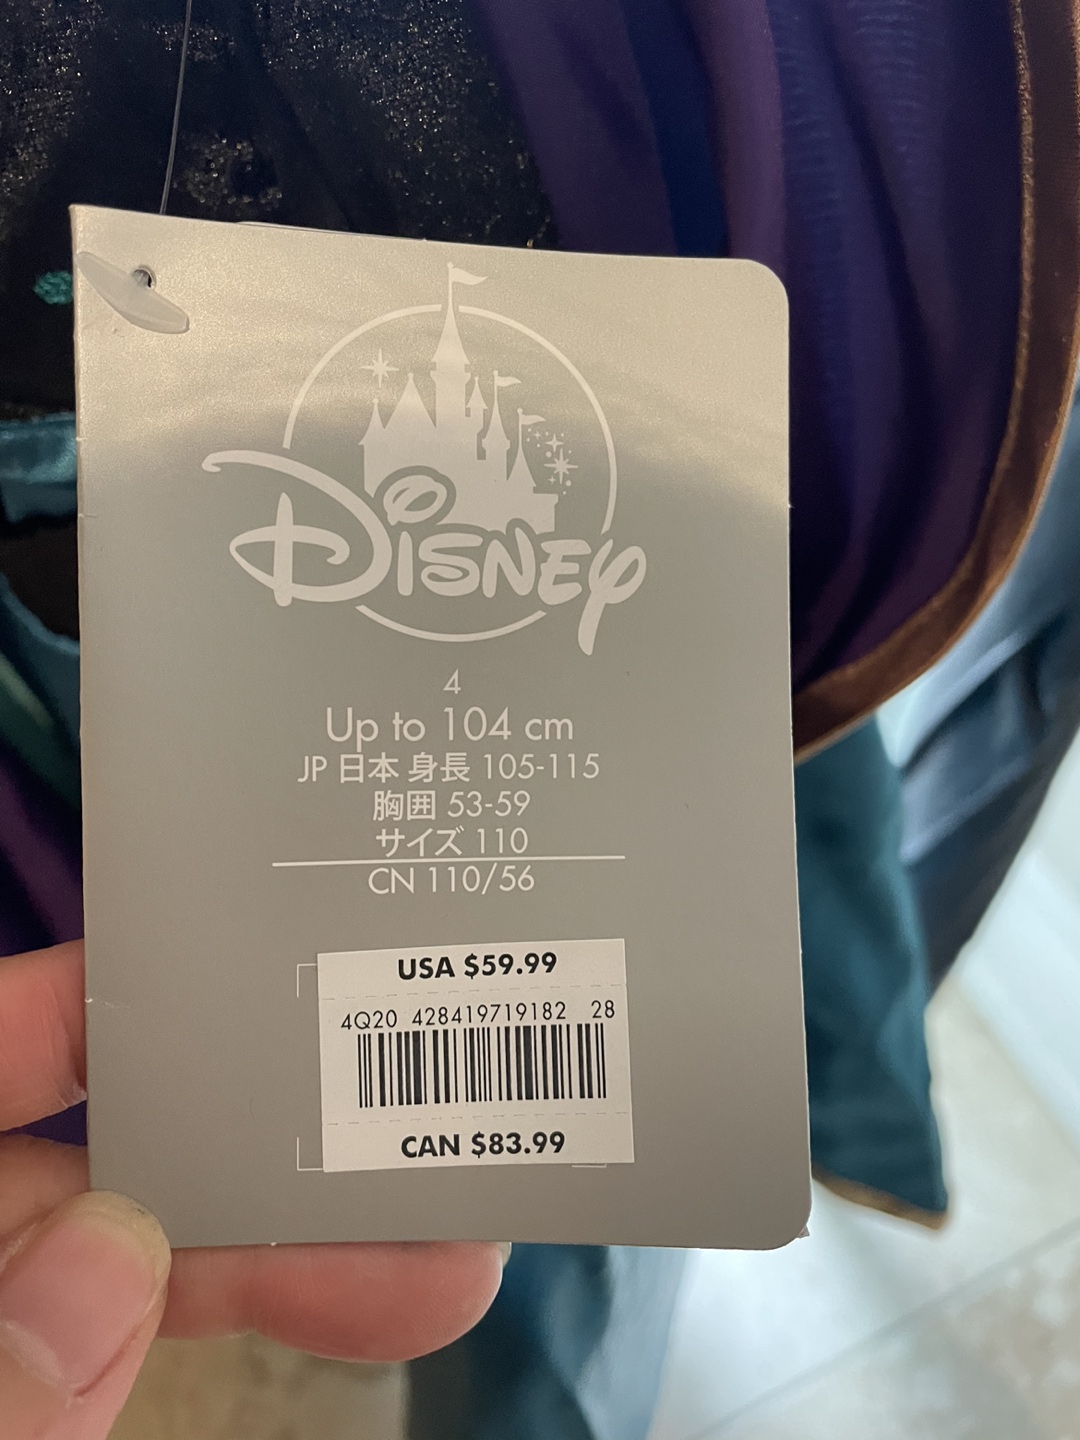 Disney
4
Up to 104 cm
JP 日本 身長 105-115
胸囲 53-59
サイズ 110
CN 110/56
USA $59.99
4Q20 428419719182 28
CAN $83.99